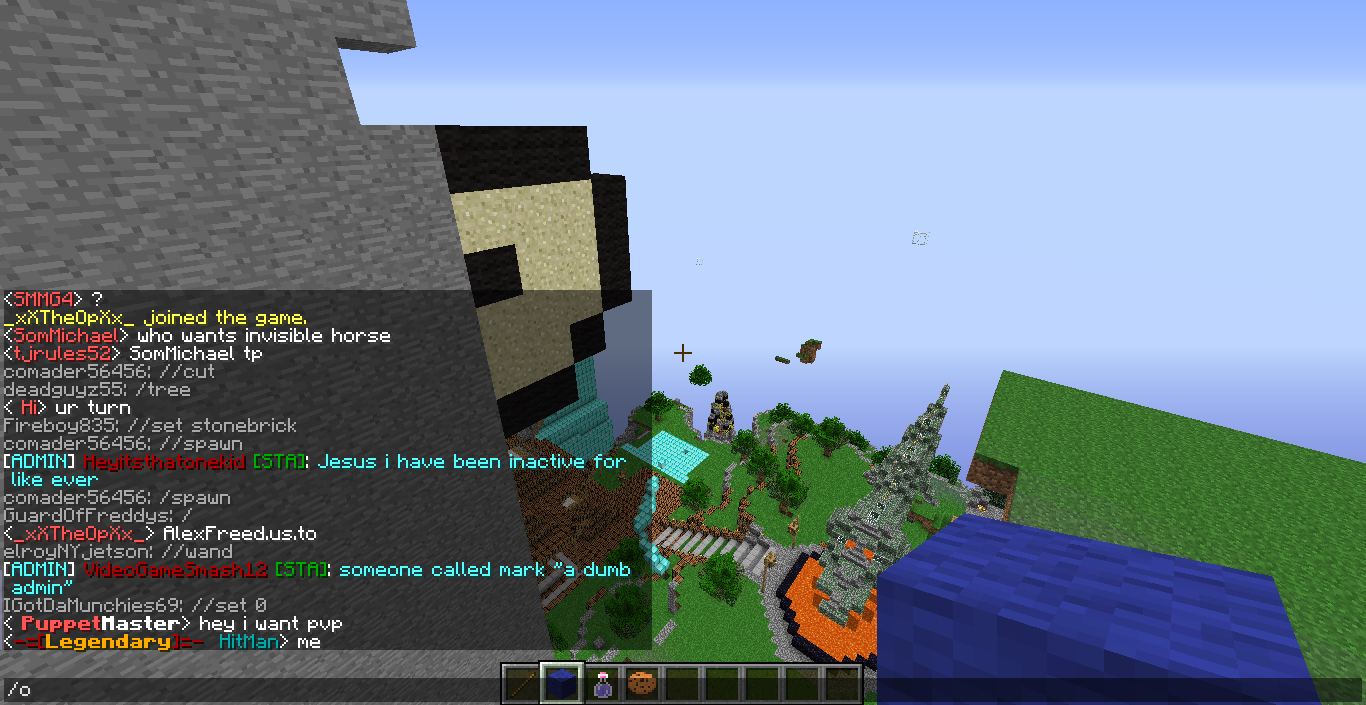 <SMMG4> ?
_xXTheOpXx_ joined the game.
<SomMichael> who wants invisible horse
<tjrules52> SomMichael tp
comader56456: //cut
deadguyz55: /tree
< Hi> ur turn
Fireboy835: //set stonebrick
comader56456: //spawn
[ADMIN] Heyitsthatonekid [STA]: Jesus i have been inactive for
like ever
comader56456: /spawn
GuardOfFreddys: /
<_xXTheOpXx_> AlexFreed.us.to
elroyNYjetson: //wand
[ADMIN] VideoGameSmash12 [STA]: someone called mark "a dumb
admin"
IGotDaMunchies69: //set 0
< PuppetMaster> hey i want pvp
<-=[Legendary]=- HitMan> me
/o